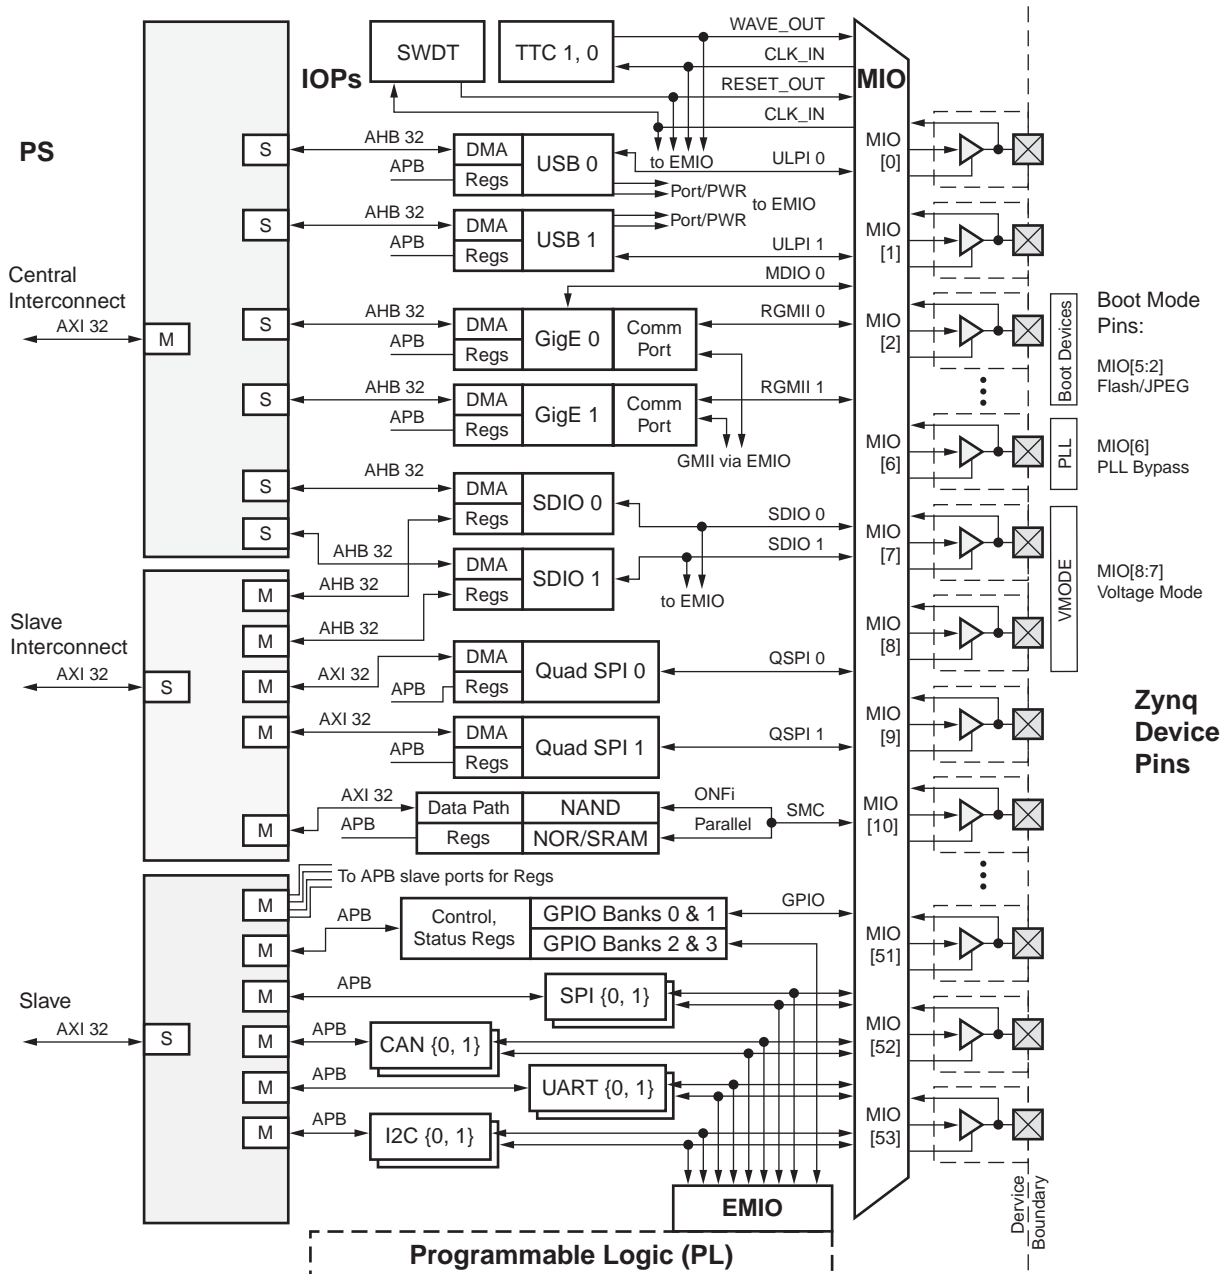 WAVE_OUT
SWDT
TTC 1, 0
CLK_IN
IOPs
RESET_OUT
MIO
CLK_IN
PS
S
AHB 32
DMA
USB 0
to EMIO
ULPI 0
MIO
[0]
APB
Regs
Port/PWR
to EMIO
S
AHB 32
DMA
USB 1
Port/PWR
MIO
[1]
APB
Regs
ULPI 1
MDIO 0
Central
Interconnect
AXI 32
M
S
AHB 32
DMA
GigE 0
Comm
Port
RGMII 0
MIO
[2]
APB
Regs
Boot Devices
Boot Mode
Pins:
MIO[5:2]
Flash/JPEG
S
AHB 32
DMA
GigE 1
Comm
Port
RGMII 1
APB
Regs
GMII via EMIO
MIO
[6]
PLL
MIO[6]
PLL Bypass
S
AHB 32
DMA
SDIO 0
Regs
SDIO 0
MIO
[7]
S
AHB 32
DMA
SDIO 1
Regs
SDIO 1
to EMIO
VMODE
MIO[8:7]
Voltage Mode
M
AHB 32
M
AHB 32
MIO
[8]
Slave
Interconnect
AXI 32
S
M
AXI 32
DMA
Quad SPI 0
QSPI 0
APB
Regs
M
AXI 32
DMA
Quad SPI 1
QSPI 1
APB
Regs
MIO
[9]
Zynq
Device
Pins
M
AXI 32
Data Path
NAND
ONFi
SMC
MIO
[10]
APB
Regs
NOR/SRAM
Parallel
M
To APB slave ports for Regs
M
APB
Control,
Status Regs
GPIO Banks 0 & 1
GPIO
GPIO Banks 2 & 3
MIO
[51]
M
APB
SPI {0, 1}
Slave
AXI 32
S
M
APB
CAN {0, 1}
MIO
[52]
M
APB
UART {0, 1}
M
APB
I2C {0, 1}
MIO
[53]
EMIO
Dervice
Boundary
Programmable Logic (PL)